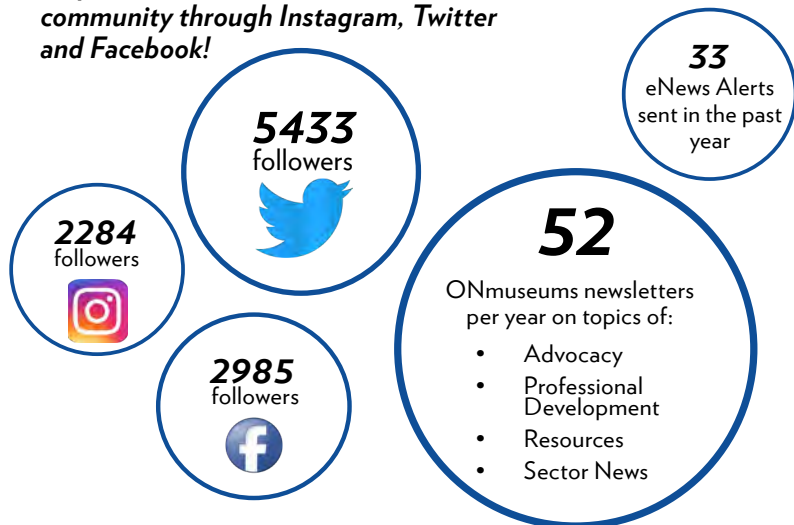 community through Instagram, Twitter
and Facebook!
33
eNews Alerts
sent in the past
year
5433
followers
2284
followers
52
ONmuseums newsletters
per year on topics of:
• Advocacy
• Professional
Development
• Resources
• Sector News
2985
followers